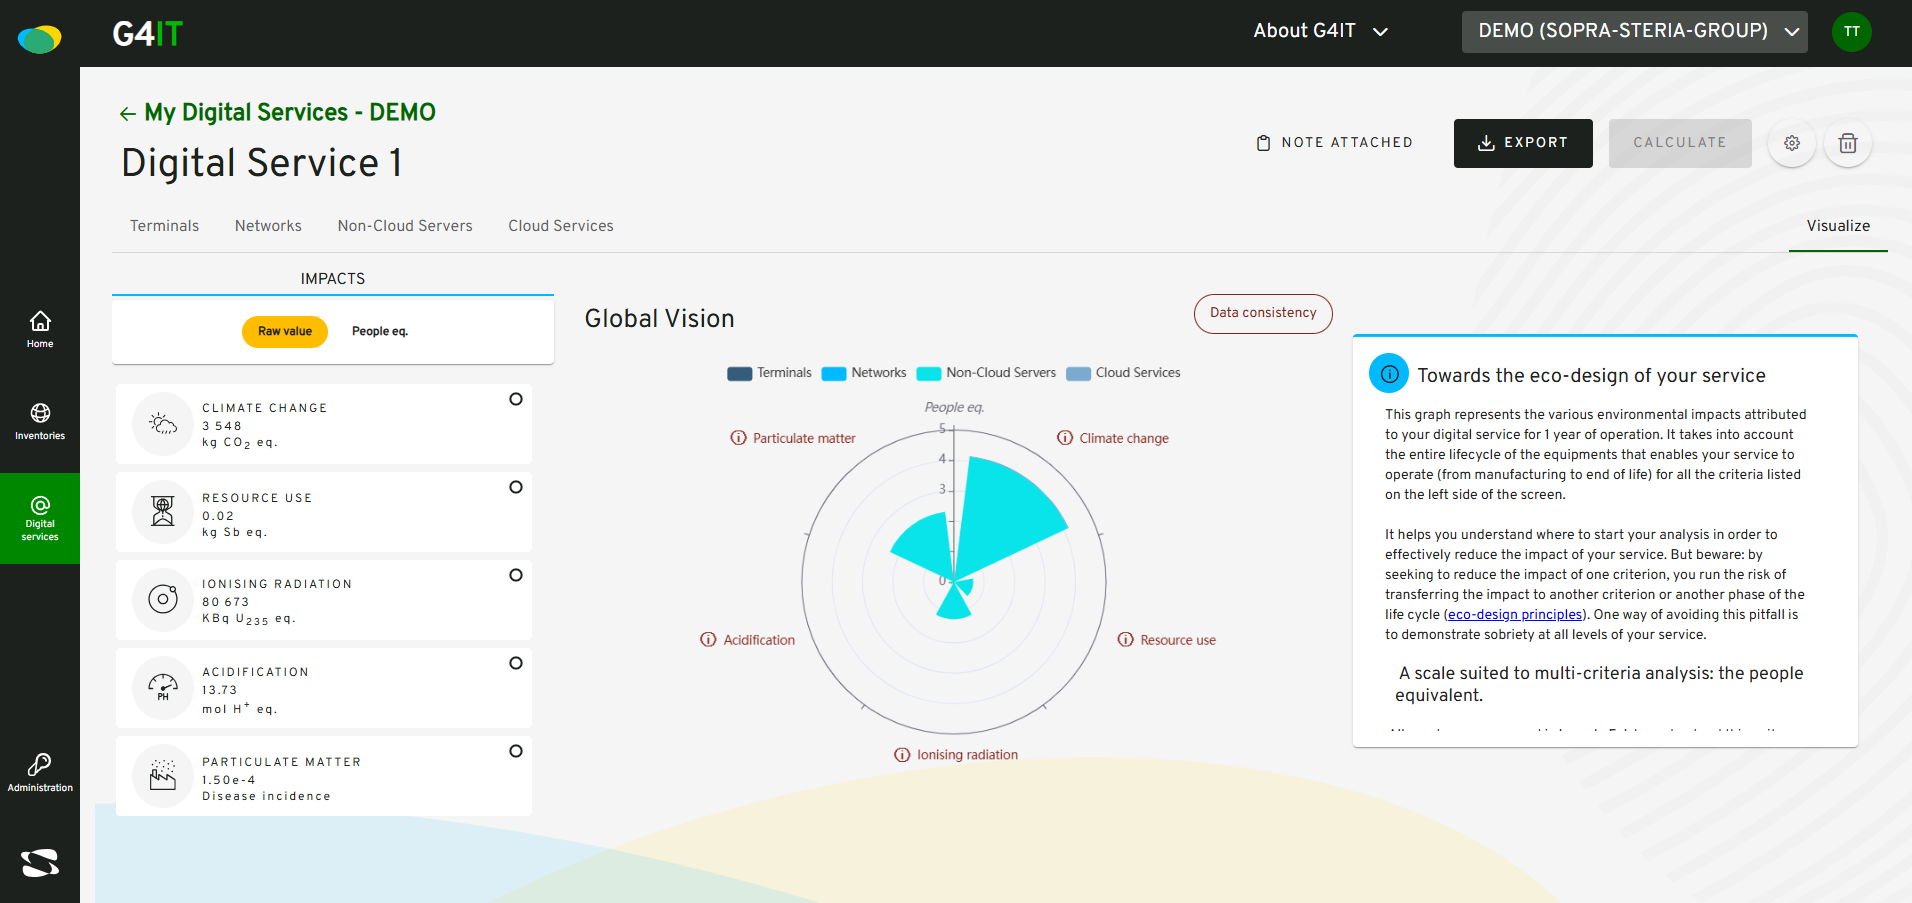 G4IT
About G4IT
DEMO (SOPRA-STERIA-GROUP)
TT
My Digital Services - DEMO
Digital Service 1
NOTE ATTACHED
EXPORT
CALCULATE
Terminals
Networks
Non-Cloud Servers
Cloud Services
Visualize
Home
Inventories
Digital
services
Administration
IMPACTS
Raw value
People eq.
CLIMATE CHANGE
3 548
kg CO2 eq.
RESOURCE USE
0.02
kg Sb eq.
IONISING RADIATION
80 673
KBq U235 eq.
PH
ACIDIFICATION
13.73
mol H+ eq.
PARTICULATE MATTER
1.50e-4
Disease incidence
Global Vision
Data consistency
Terminals
Networks
Non-Cloud Servers
Cloud Services
People eq.
5
4
3
0
Particulate matter
Climate change
Acidification
Resource use
Ionising radiation
Towards the eco-design of your service
This graph represents the various environmental impacts attributed
to your digital service for 1 year of operation. It takes into account
the entire lifecycle of the equipments that enables your service to
operate (from manufacturing to end of life) for all the criteria listed
on the left side of the screen.
It helps you understand where to start your analysis in order to
effectively reduce the impact of your service. But beware: by
seeking to reduce the impact of one criterion, you run the risk of
transferring the impact to another criterion or another phase of the
life cycle (eco-design principles). One way of avoiding this pitfall is
to demonstrate sobriety at all levels of your service.
A scale suited to multi-criteria analysis: the people
equivalent.